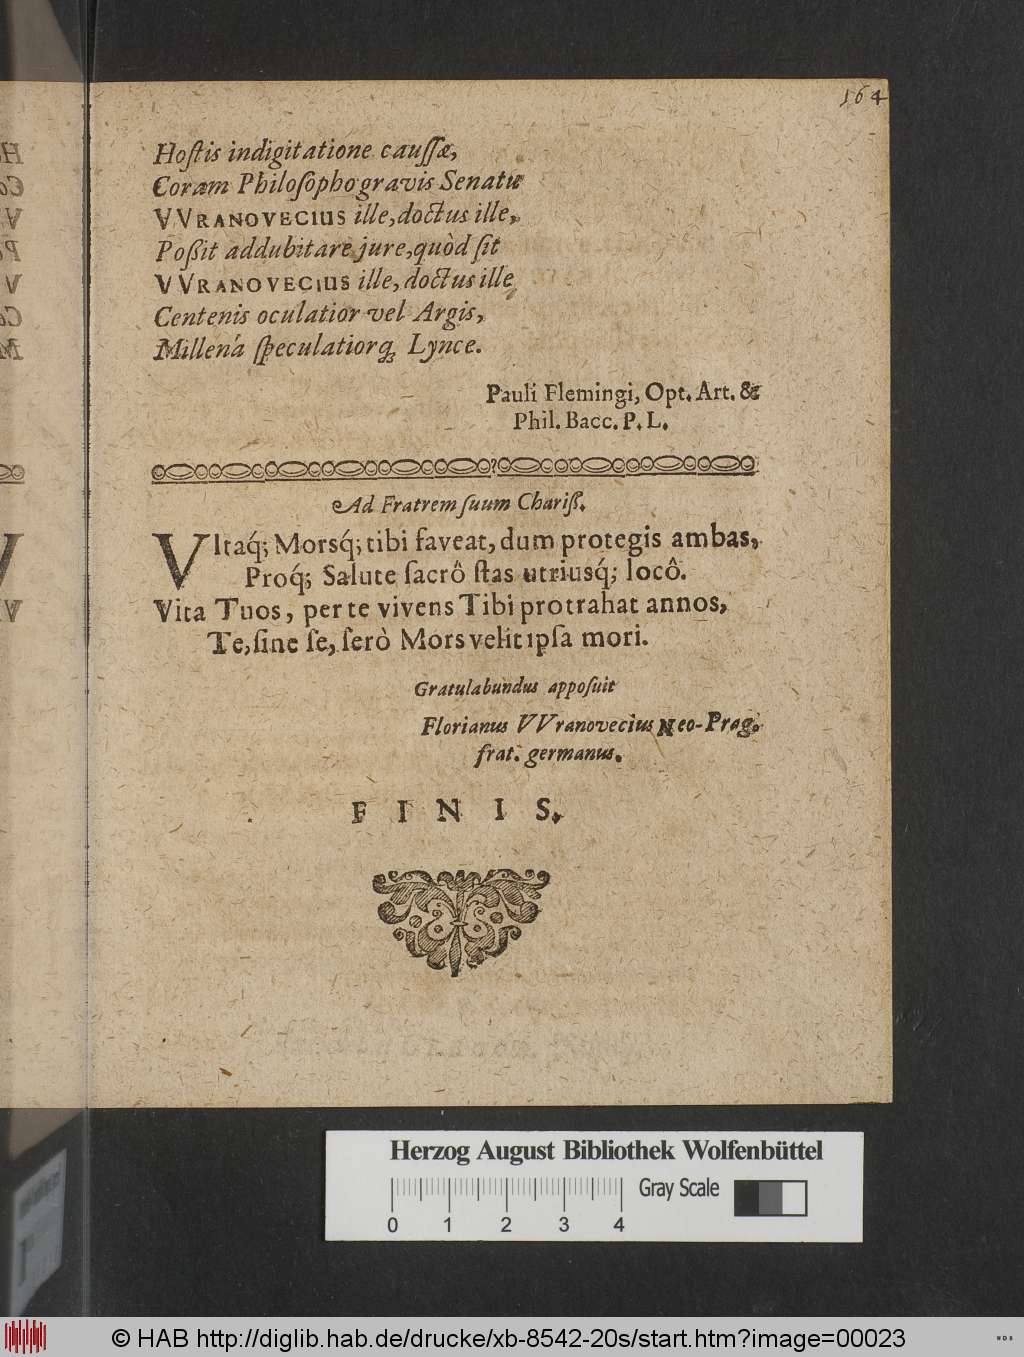 164
Hoſtis indigitatione cauſſæ,
Coram Philoſopho gravis Senatu
VVRANOVECIUS ille, doctus ille,
Poßit addubitare jure, quòd ſit
VVRANOVECIUS ille, doctus ille
Centenis oculatior vel Argis,
Millená ſpeculatiorq; Lynce.
Pauli Flemingi, Opt. Art. &
Phil. Bacc. P. L.
Ad Fratrem ſuum Chariß.
VItaq́; Morsq́; tibi faveat, dum protegis ambas,
Proq́; Salute ſacrô ſtas utriusq́; locô.
Vita Tuos, per te vivens Tibi protrahat annos,
Te, ſine ſe, ſerò Mors velit ipſa mori.
Gratulabundus appoſuit
Florianus VVranovecius Neo-Prag.
frat. germanus.
FINIS.
Herzog August Bibliothek Wolfenbüttel
Gray Scale
0 1 2 3 4
© HAB http://diglib.hab.de/drucke/xb-8542-20s/start.htm?image=00023